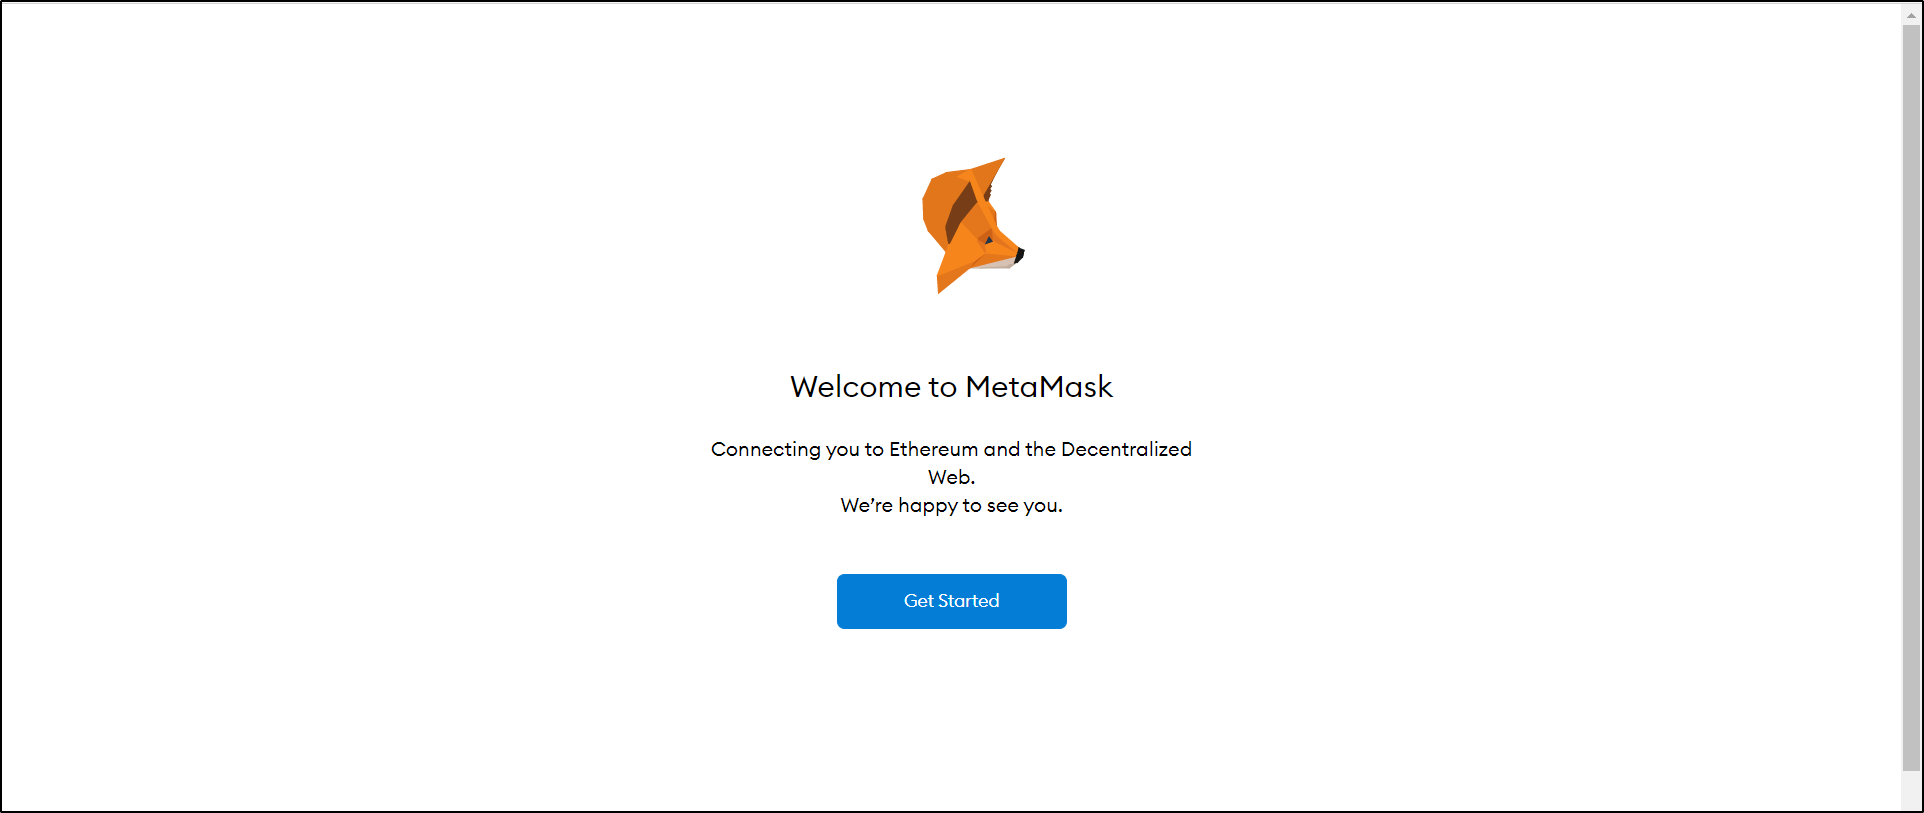 Welcome to MetaMask
Connecting you to Ethereum and the Decentralized
Web.
We’re happy to see you.
Get Started